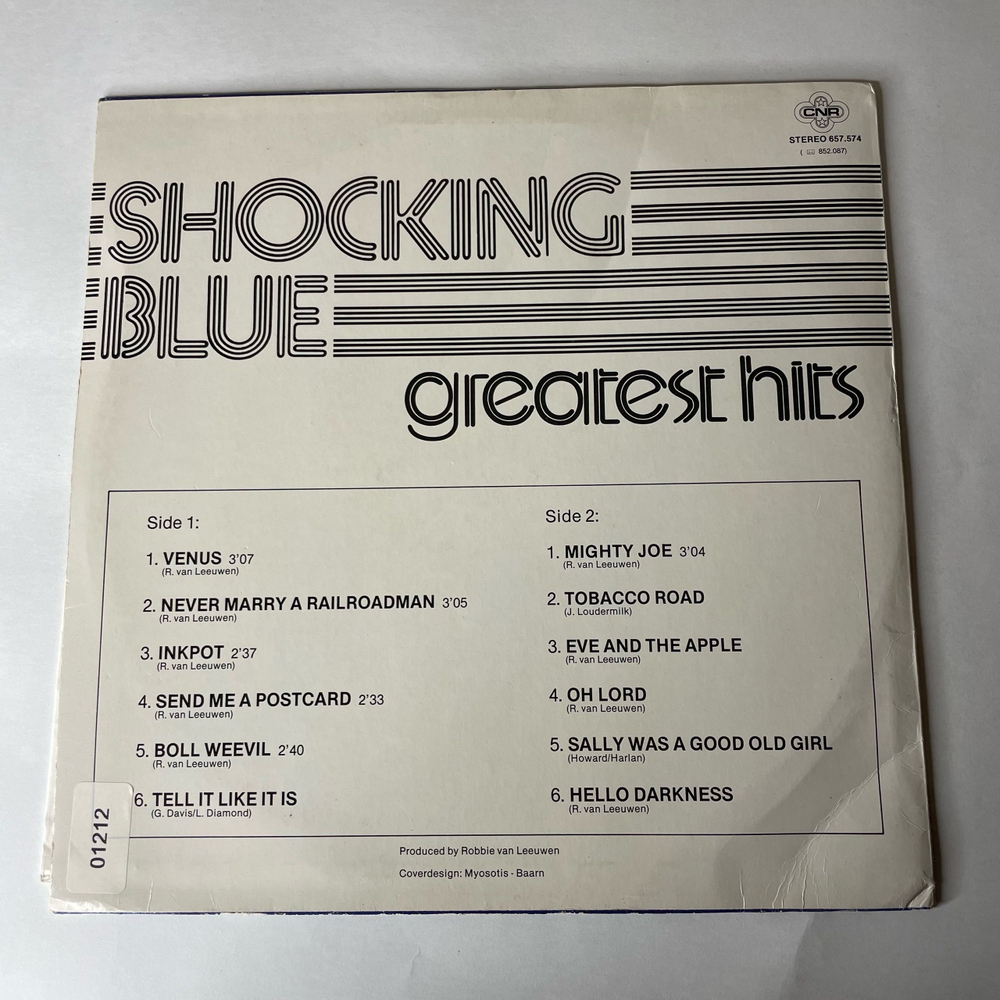 CNR
STEREO 657.574
852.087)
SHOCKING
BLUE
greatest hits
Side 1:
1. VENUS 3'07
(R. van Leeuwen)
2. NEVER MARRY A RAILROADMAN 3'05
(R. van Leeuwen)
3. INKPOT 2'37
(R. van Leeuwen)
4. SEND ME A POSTCARD 2'33
(R. van Leeuwen)
5. BOLL WEEVIL 2'40
(R. van Leeuwen)
6. TELL IT LIKE IT IS
(G. Davis/L. Diamond)
Side 2:
1. MIGHTY JOE 3'04
(R. van Leeuwen)
2. TOBACCO ROAD
(J. Loudermilk)
3. EVE AND THE APPLE
(R. van Leeuwen)
4. OH LORD
(R. van Leeuwen)
5. SALLY WAS A GOOD OLD GIRL
(Howard/Harlan)
6. HELLO DARKNESS
(R. van Leeuwen)
01212
Produced by Robbie van Leeuwen
Coverdesign: Myosotis - Baarn